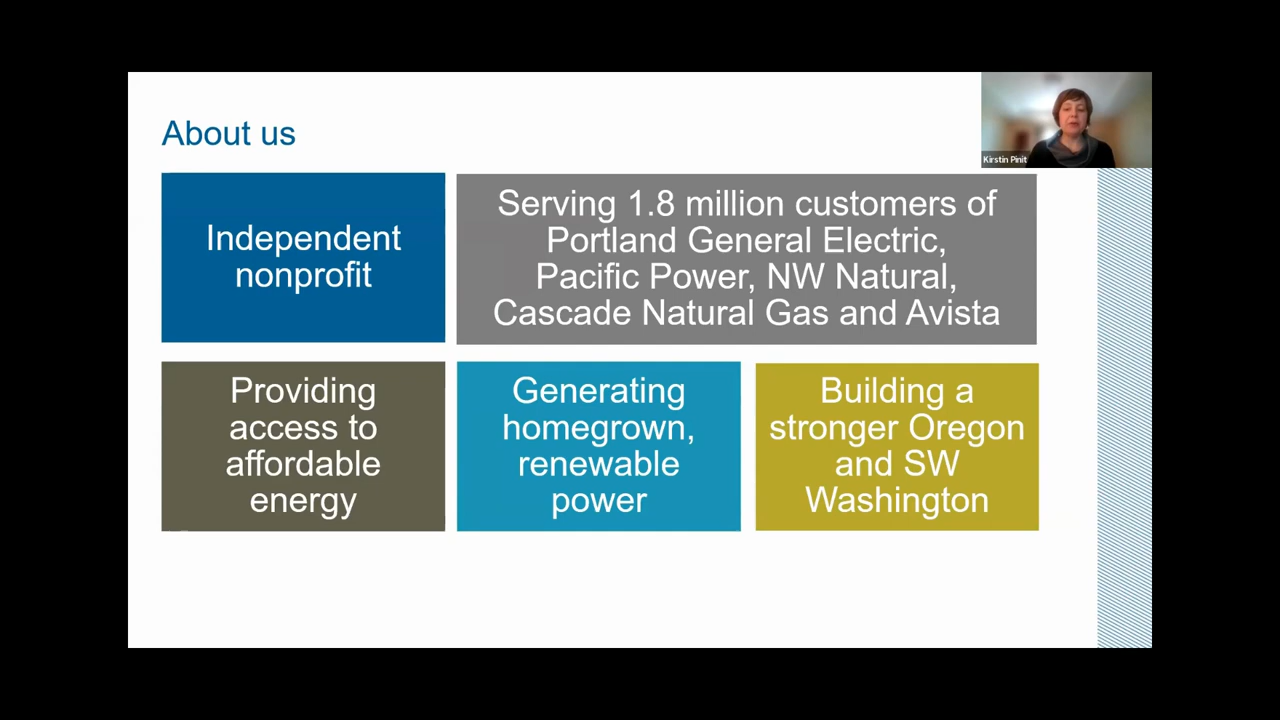 About us
Kirstin Pinit
Independent
nonprofit
Serving 1.8 million customers of
Portland General Electric,
Pacific Power, NW Natural,
Cascade Natural Gas and Avista
Providing
access to
affordable
energy
Generating
homegrown,
renewable
power
Building a
stronger Oregon
and SW
Washington